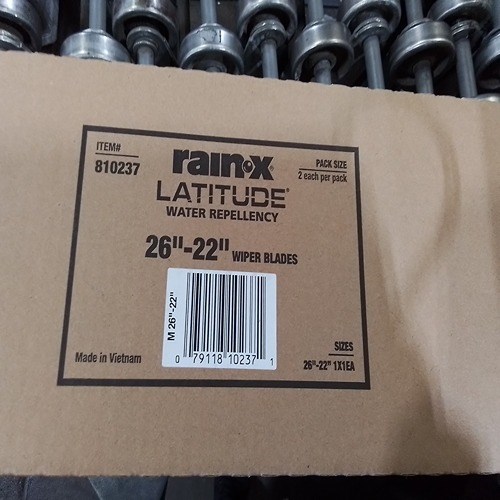 ITEM#
810237
rain-x
LATITUDE®
WATER REPELLENCY
PACK SIZE
2 each per pack
26"-22" WIPER BLADES
M 26"-22"
0 79118 10237 1
Made in Vietnam
SIZES
26"-22" 1X1EA